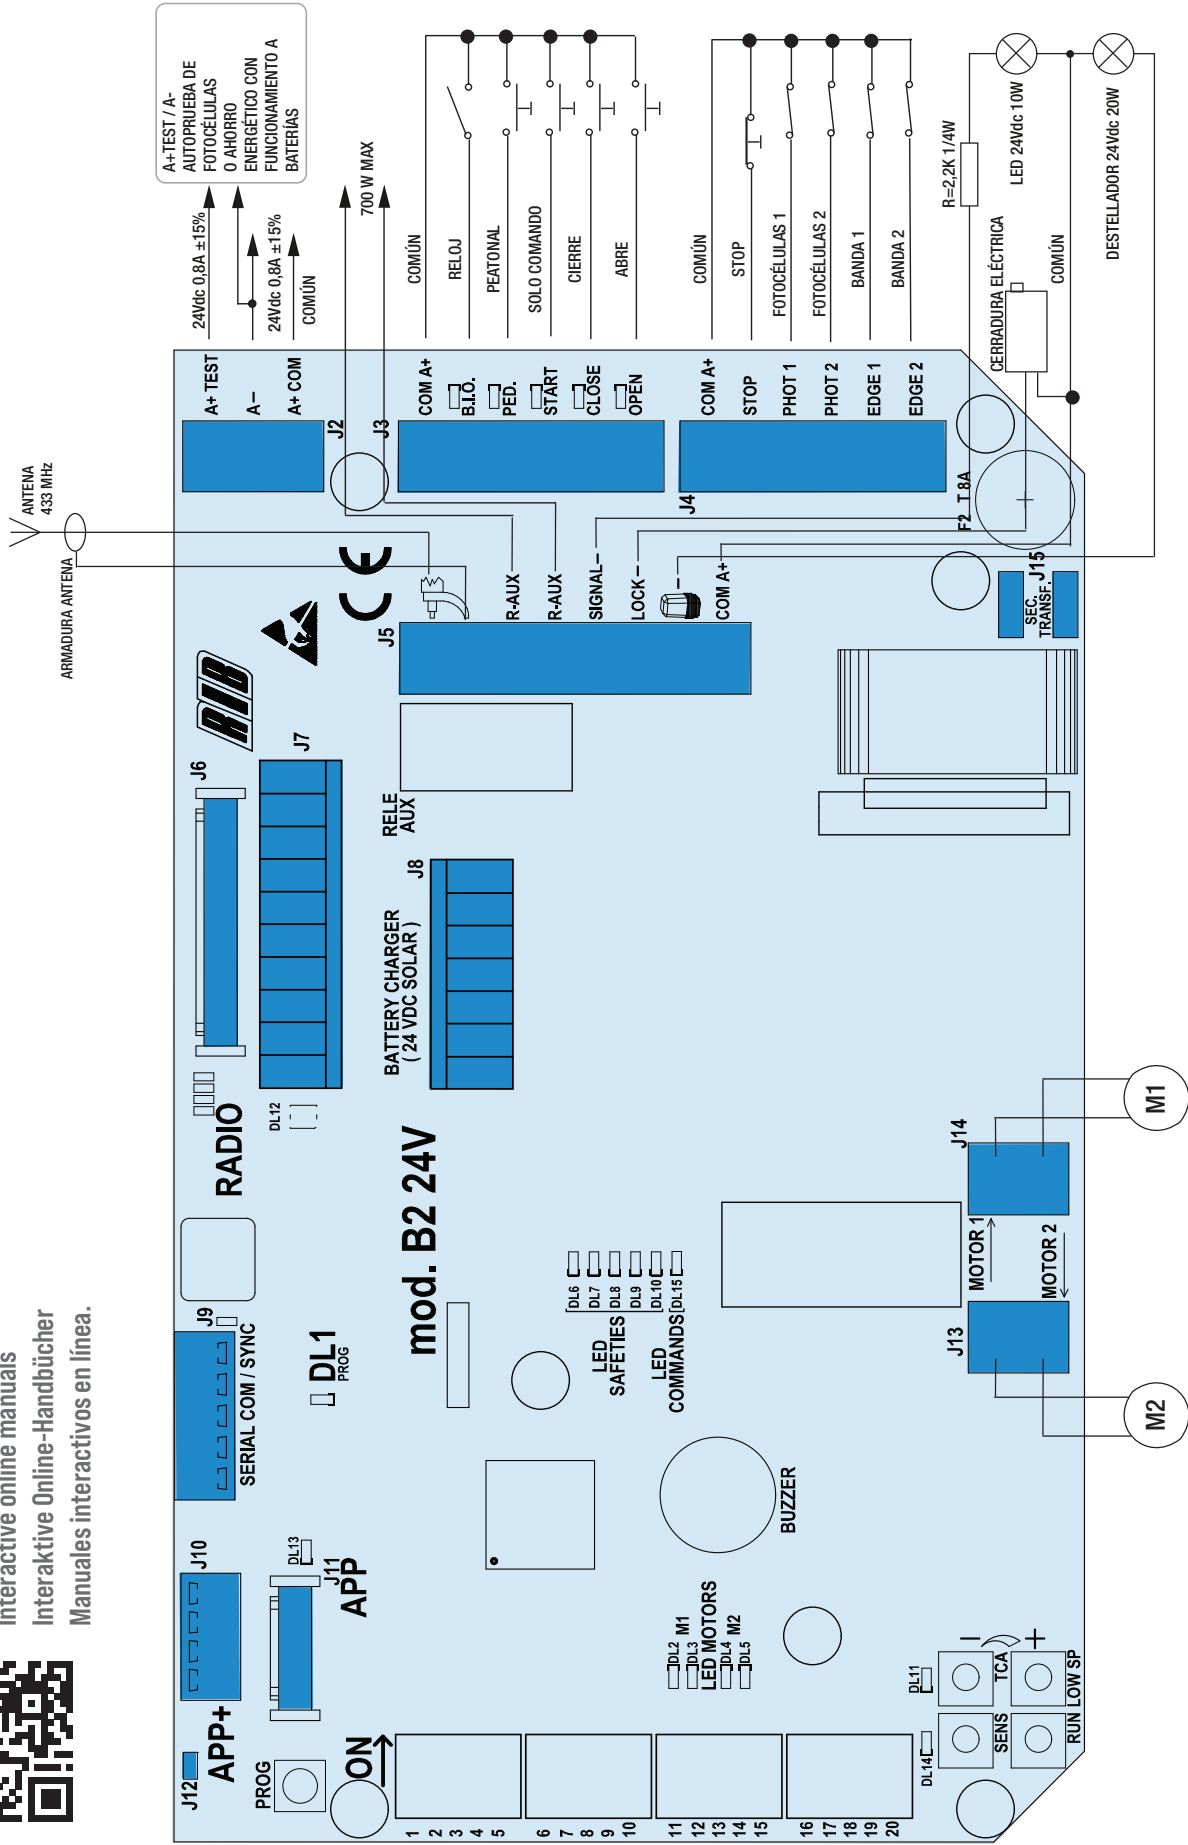 Interactive online manuals
Interaktive Online-Handbücher
Manuales interactivos en línea.
A+TEST / A-
AUTOPRUEBA DE
FOTOCÉLULAS
O AHORRO
ENERGÉTICO CON
FUNCIONAMIENTO A
BATERÍAS
24Vdc 0,8A ±15%
24Vdc 0,8A ±15%
COMÚN
700 W MAX
COMÚN
RELOJ
PEATONAL
SOLO COMANDO
CIERRE
ABRE
COMÚN
STOP
FOTOCÉLULAS 1
FOTOCÉLULAS 2
BANDA 1
BANDA 2
R=2,2K 1/4W
LED 24Vdc 10W
CERRADURA ELÉCTRICA
COMÚN
DESTELLADOR 24Vdc 20W
ANTENA
433 MHz
ARMADURA ANTENA
A+ TEST
A–
A+ COM
J2
J3
COM A+
B.I.O.
PED.
START
CLOSE
OPEN
J4
COM A+
STOP
PHOT 1
PHOT 2
EDGE 1
EDGE 2
F2 T 8A
J5
R-AUX
R-AUX
SIGNAL –
LOCK –
–
COM A+
J15
SEC.
TRANSF.
CE
RIB
J6
J7
RELE
AUX
J8
BATTERY CHARGER
( 24 VDC SOLAR )
DL12
RADIO
mod. B2 24V
J9
SERIAL COM / SYNC
DL1
PROG
DL6
DL7
DL8
DL9
DL10
DL15
LED
SAFETIES
LED
COMMANDS
J14
MOTOR 1
MOTOR 2
J13
M1
M2
J10
APP+
J12
DL13
J11
APP
PROG
ON
BUZZER
DL2
DL3
DL4
DL5
M1
M2
LED MOTORS
DL11
DL14
TCA
SENS
RUN LOW SP
–
+
1
2
3
4
5
6
7
8
9
10
11
12
13
14
15
16
17
18
19
20